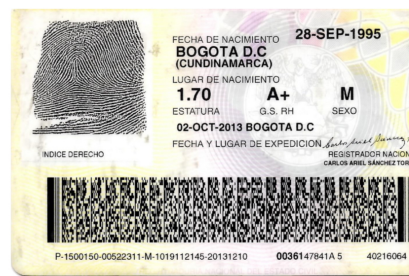 FECHA DE NACIMIENTO 28-SEP-1995
BOGOTA D.C
(CUNDINAMARCA)
LUGAR DE NACIMIENTO
1.70 A+ M
ESTATURA G.S. RH SEXO
02-OCT-2013 BOGOTA D.C
FECHA Y LUGAR DE EXPEDICION
INDICE DERECHO
REGISTRADOR NACION
CARLOS ARIEL SÁNCHEZ TOR
P-1500150-00522311-M-1019112145-20131210 0036147841A 5 40216064